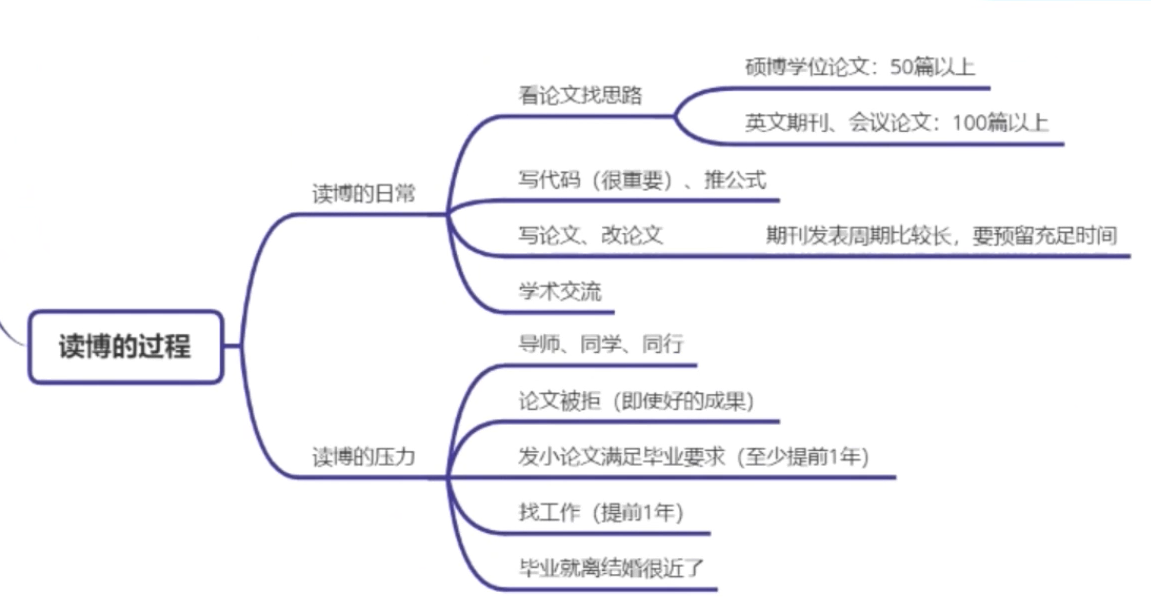 读博的过程
读博的日常
看论文找思路
硕博学位论文：50篇以上
英文期刊、会议论文：100篇以上
写代码（很重要）、推公式
写论文、改论文 期刊发表周期比较长，要预留充足时间
学术交流
读博的压力
导师、同学、同行
论文被拒（即使好的成果）
发小论文满足毕业要求（至少提前1年）
找工作（提前1年）
毕业就离结婚很近了